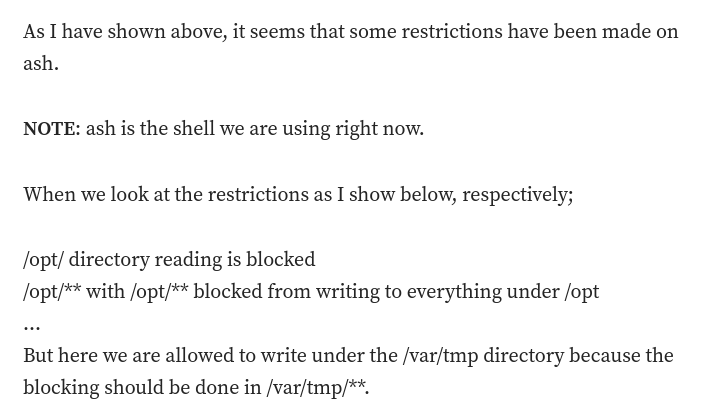 As I have shown above, it seems that some restrictions have been made on
ash.
NOTE: ash is the shell we are using right now.
When we look at the restrictions as I show below, respectively;
/opt/ directory reading is blocked
/opt/** with /opt/** blocked from writing to everything under /opt
…
But here we are allowed to write under the /var/tmp directory because the
blocking should be done in /var/tmp/**.